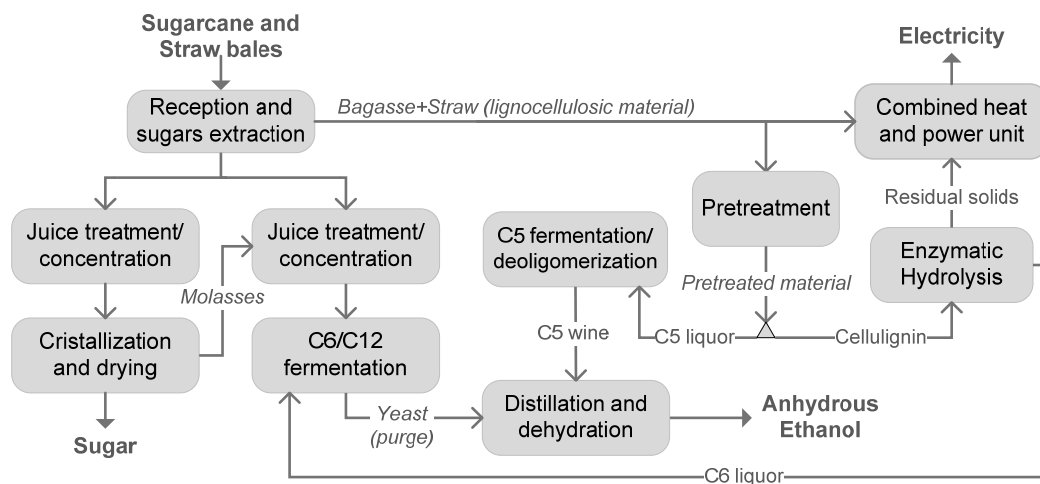 Sugarcane and
Straw bales
Electricity
Reception and
sugars extraction
Bagasse+Straw (lignocellulosic material)
Combined heat
and power unit
Pretreatment
Residual solids
Juice treatment/
concentration
Juice treatment/
concentration
C5 fermentation/
deoligomerization
Enzymatic
Hydrolysis
Molasses
Pretreated material
Cristallization
and drying
C6/C12
fermentation
C5 wine
C5 liquor
Cellulignin
Yeast
(purge)
Distillation and
dehydration
Anhydrous
Ethanol
Sugar
C6 liquor